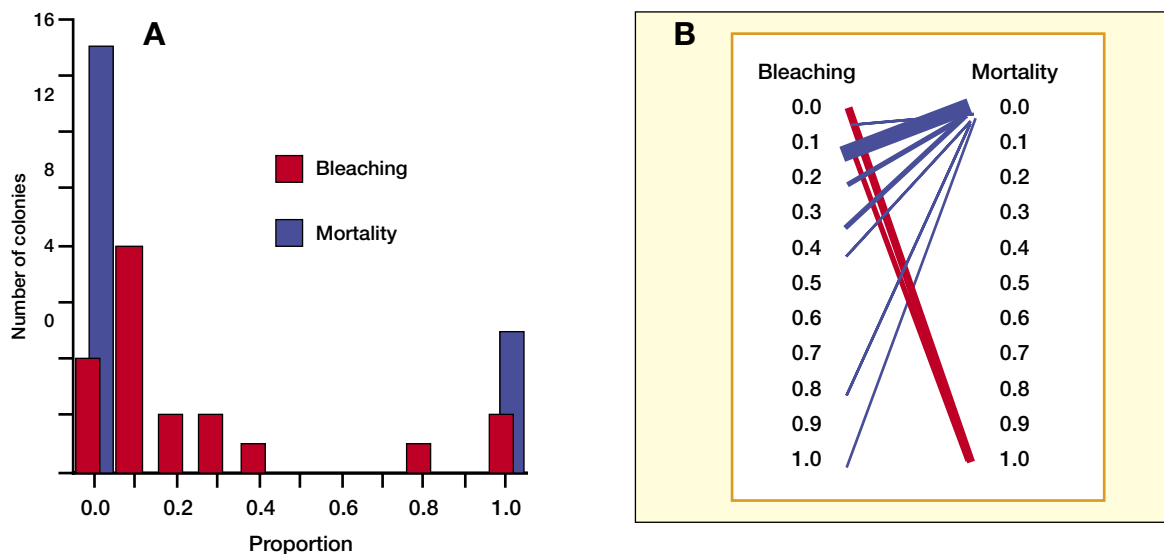 A
16
12
8
4
0
Number of colonies
Bleaching
Mortality
0.0 0.2 0.4 0.6 0.8 1.0
Proportion
B
Bleaching Mortality
0.0 0.0
0.1 0.1
0.2 0.2
0.3 0.3
0.4 0.4
0.5 0.5
0.6 0.6
0.7 0.7
0.8 0.8
0.9 0.9
1.0 1.0